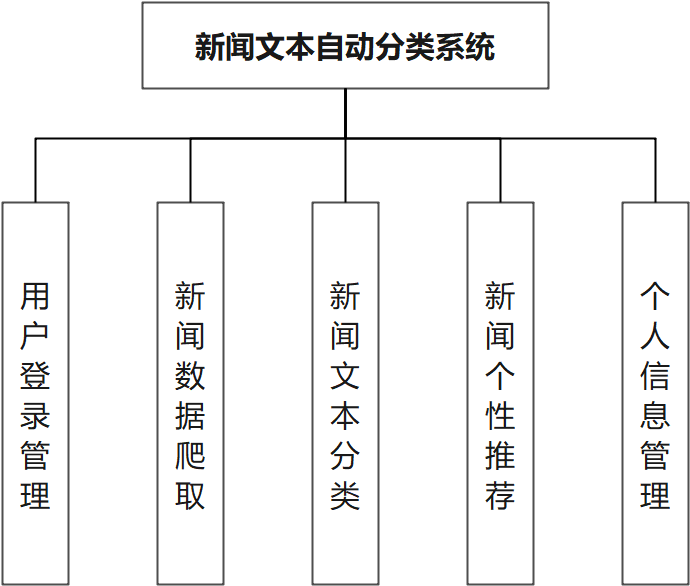 新闻文本自动分类系统
用户登录管理
新闻数据爬取
新闻文本分类
新闻个性推荐
个人信息管理